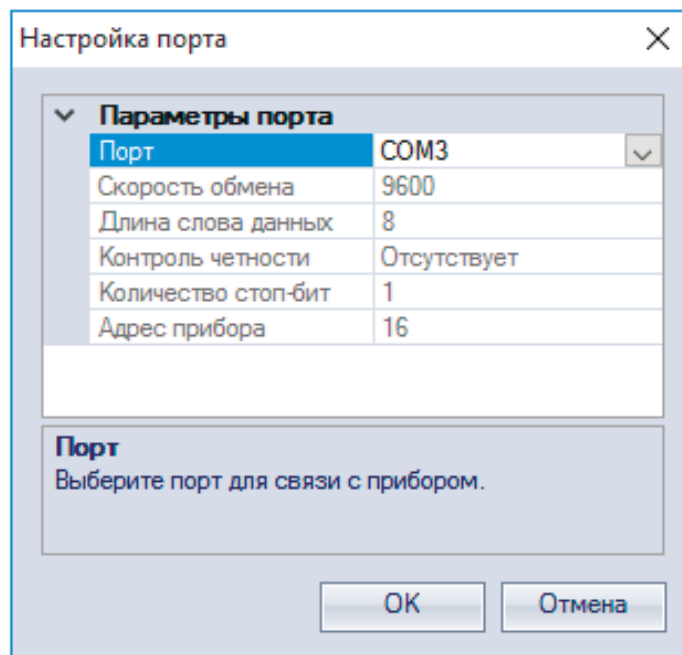 Настройка порта
Параметры порта
Порт COM3
Скорость обмена 9600
Длина слова данных 8
Контроль четности Отсутствует
Количество стоп-бит 1
Адрес прибора 16
Порт
Выберите порт для связи с прибором.
OK Отмена